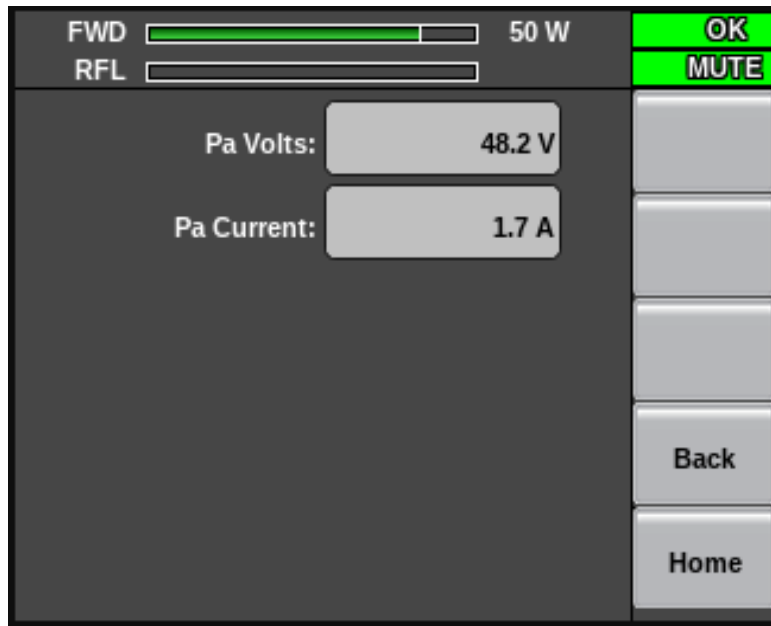 FWD 50 W OK
RFL MUTE
Pa Volts: 48.2 V
Pa Current: 1.7 A
Back
Home